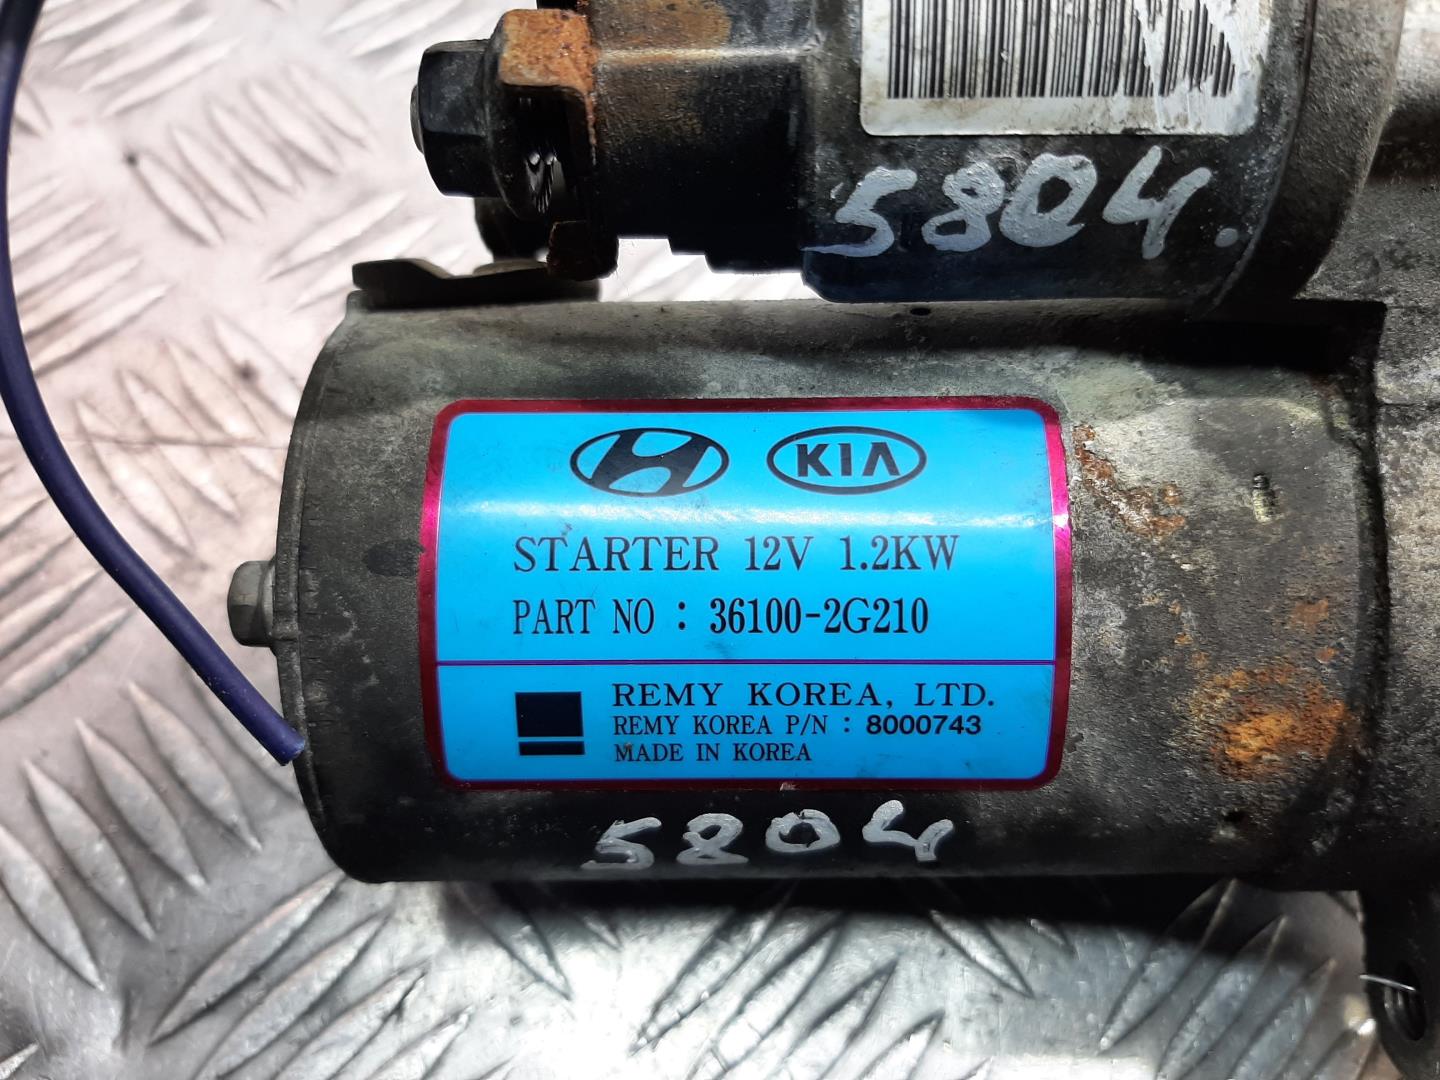 5804.
KIA
STARTER 12V 1.2KW
PART NO : 36100-2G210
REMY KOREA, LTD.
REMY KOREA P/N : 8000743
MADE IN KOREA
5804